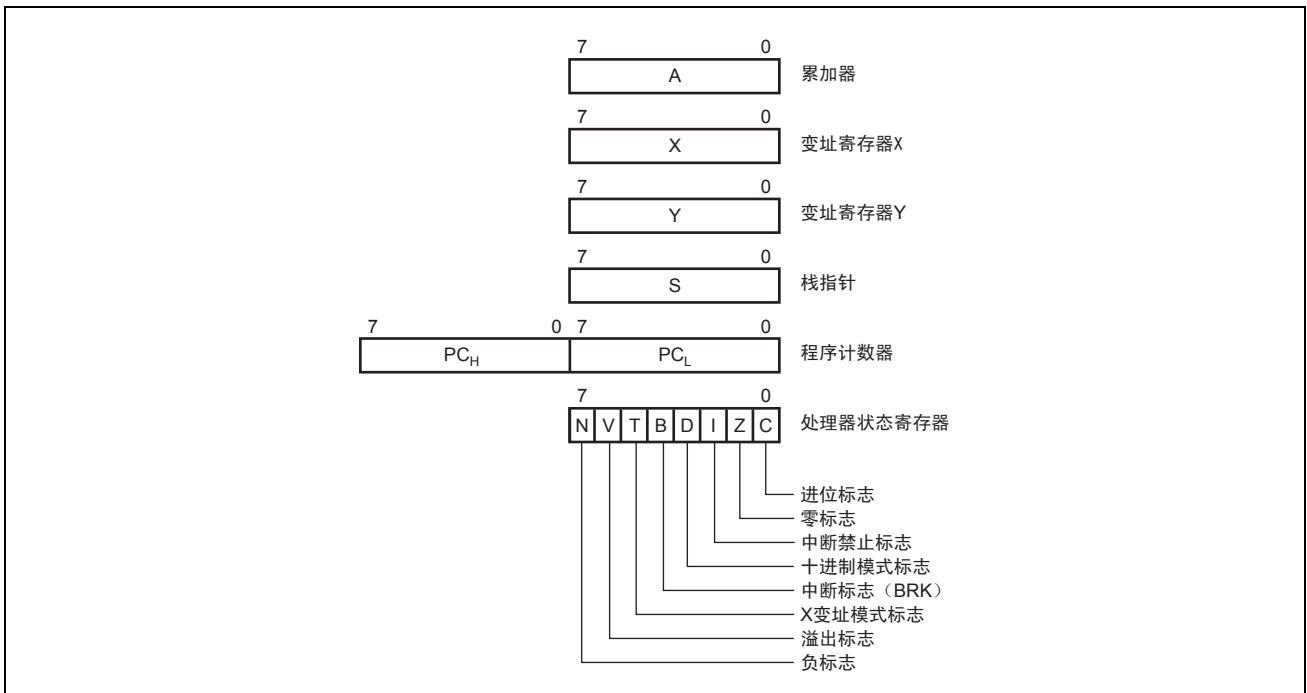 7 0
A 累加器
7 0
X 变址寄存器X
7 0
Y 变址寄存器Y
7 0
S 栈指针
7 0 7 0
PCH PCL 程序计数器
7 0
N V T B D I Z C 处理器状态寄存器
进位标志
零标志
中断禁止标志
十进制模式标志
中断标志（BRK）
X变址模式标志
溢出标志
负标志